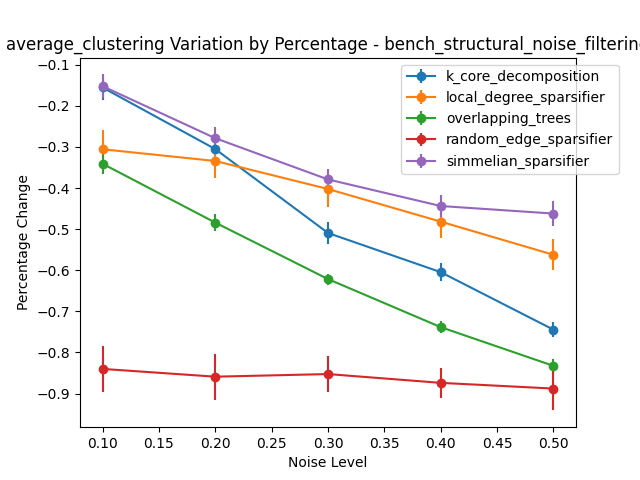 average_clustering Variation by Percentage - bench_structural_noise_filtering
k_core_decomposition
local_degree_sparsifier
overlapping_trees
random_edge_sparsifier
simmelian_sparsifier
Percentage Change
−0.1
−0.2
−0.3
−0.4
−0.5
−0.6
−0.7
−0.8
−0.9
0.10 0.15 0.20 0.25 0.30 0.35 0.40 0.45 0.50
Noise Level